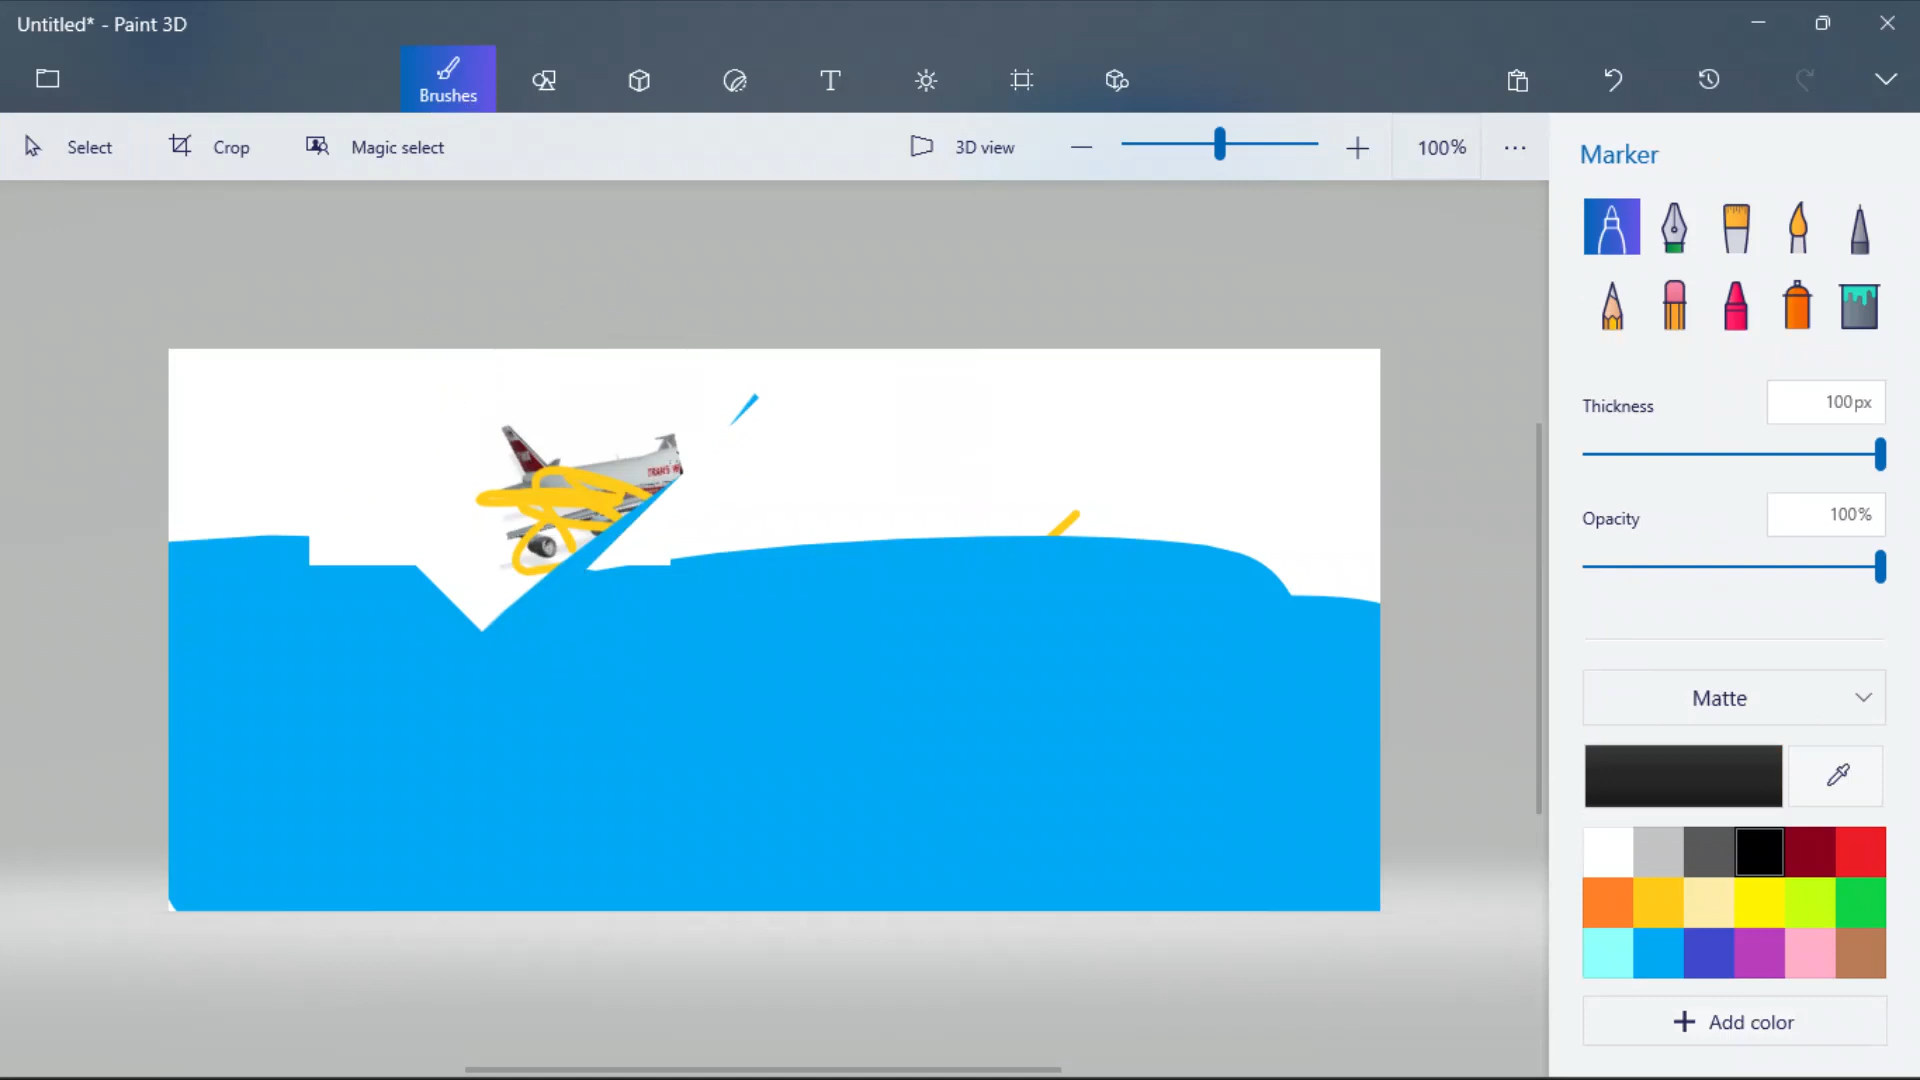 Untitled* - Paint 3D
Brushes
Select
Crop
Magic select
3D view
100%
Marker
Thickness
100px
Opacity
100%
Matte
Add color